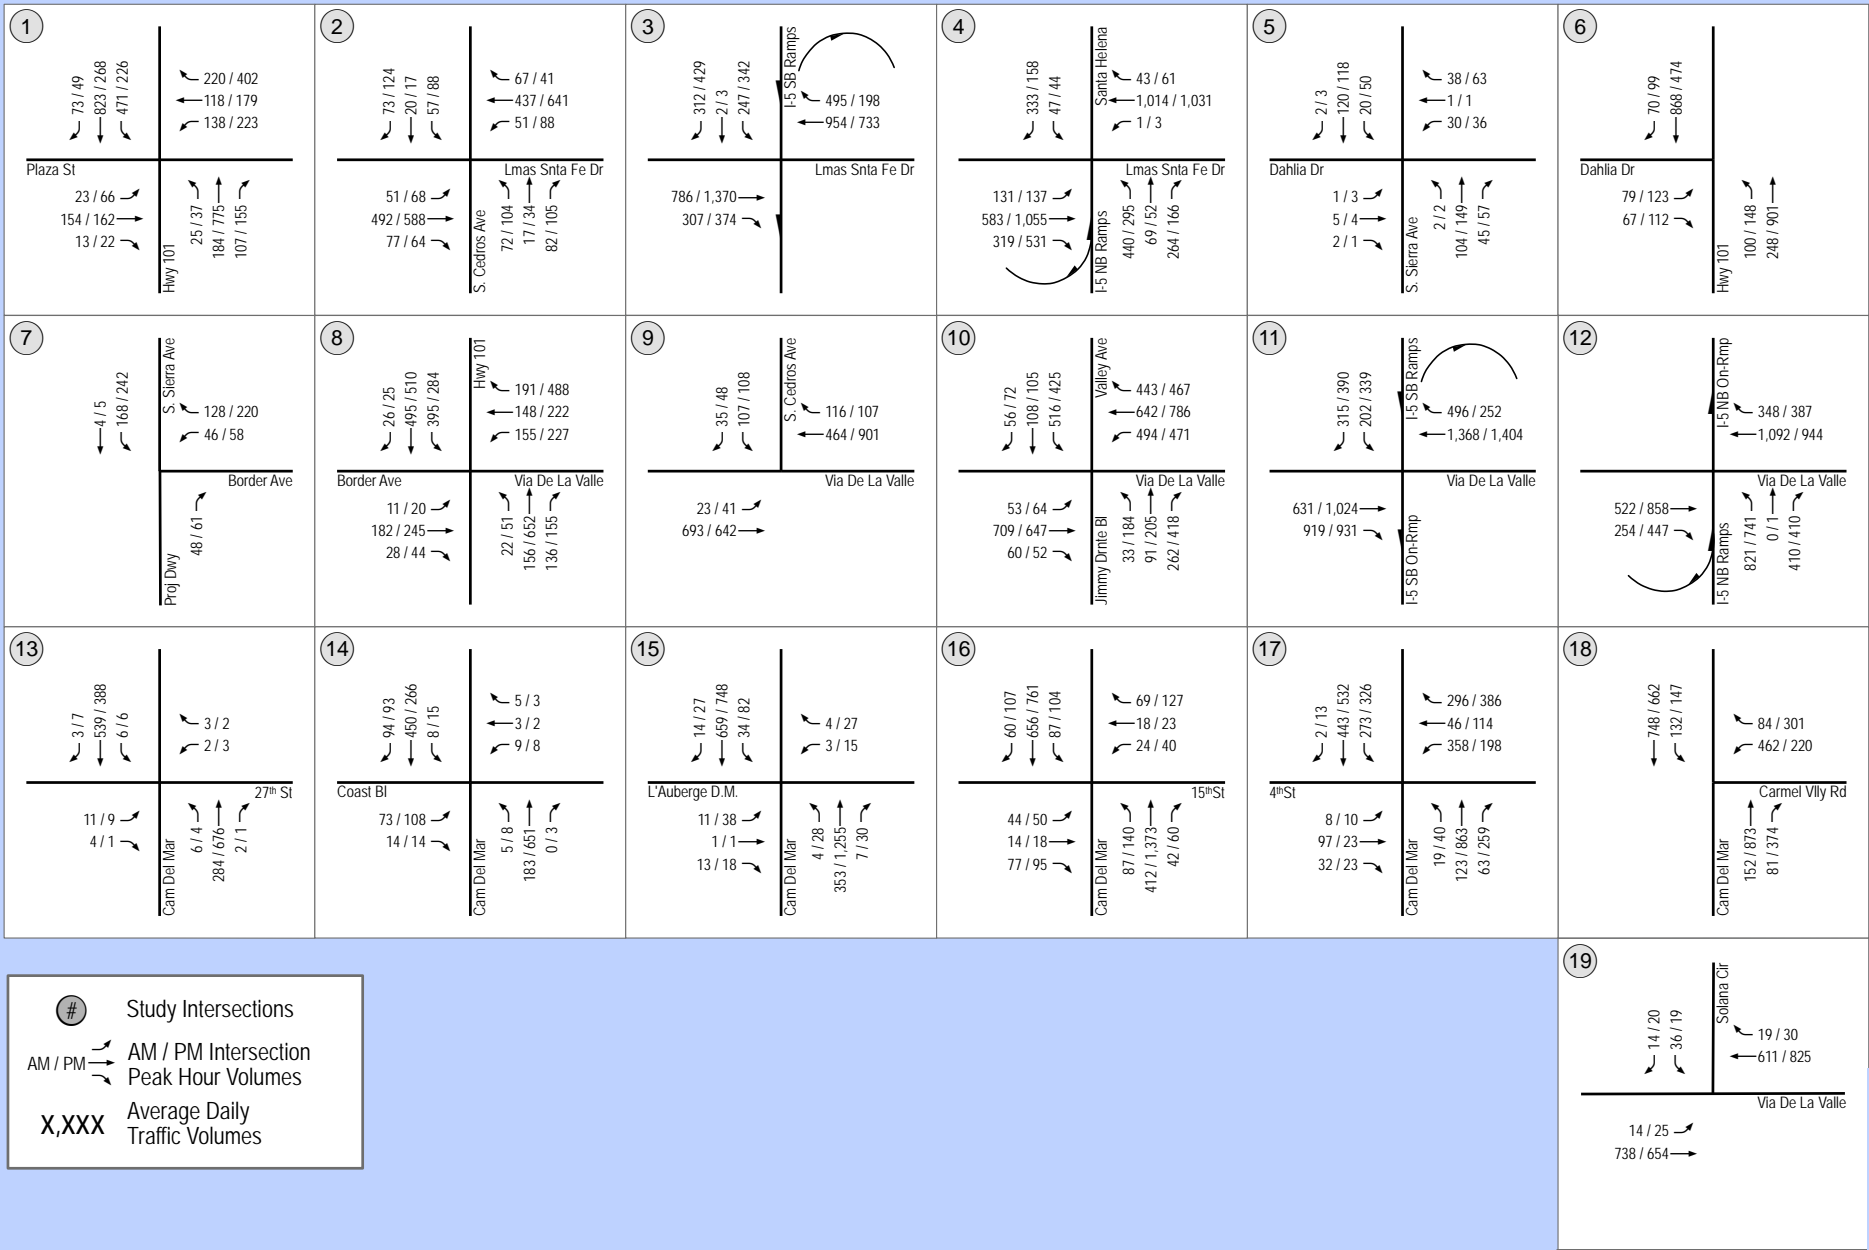 1
73 / 49
823 / 268
471 / 226
220 / 402
118 / 179
138 / 223
Plaza St
23 / 66
154 / 162
13 / 22
Hwy 101
25 / 37
184 / 775
107 / 155
2
73 / 124
20 / 17
57 / 88
67 / 41
437 / 641
51 / 88
Lmas Snta Fe Dr
51 / 68
492 / 588
77 / 64
S. Cedros Ave
72 / 104
17 / 34
82 / 105
3
312 / 429
2 / 3
247 / 342
I-5 SB Ramps
495 / 198
954 / 733
Lmas Snta Fe Dr
786 / 1,370
307 / 374
4
333 / 158
47 / 44
Santa Helena
43 / 61
1,014 / 1,031
1 / 3
Lmas Snta Fe Dr
131 / 137
583 / 1,055
319 / 531
I-5 NB Ramps
440 / 295
69 / 52
264 / 166
5
2 / 3
120 / 118
20 / 50
38 / 63
1 / 1
30 / 36
Dahlia Dr
1 / 3
5 / 4
2 / 1
S. Sierra Ave
2 / 2
104 / 149
45 / 57
6
70 / 99
868 / 474
Dahlia Dr
79 / 123
67 / 112
Hwy 101
100 / 148
248 / 901
7
4 / 5
168 / 242
S. Sierra Ave
128 / 220
46 / 58
Border Ave
Proj Dwy
48 / 61
8
26 / 25
495 / 510
395 / 284
Hwy 101
191 / 488
148 / 222
155 / 227
Border Ave
Via De La Valle
11 / 20
182 / 245
28 / 44
22 / 51
156 / 652
136 / 155
9
35 / 48
107 / 108
S. Cedros Ave
116 / 107
464 / 901
Via De La Valle
23 / 41
693 / 642
10
56 / 72
108 / 105
516 / 425
Valley Ave
443 / 467
642 / 786
494 / 471
Via De La Valle
53 / 64
709 / 647
60 / 52
Jimmy Drnte Bl
33 / 184
91 / 205
262 / 418
11
315 / 390
202 / 339
I-5 SB Ramps
496 / 252
1,368 / 1,404
Via De La Valle
631 / 1,024
919 / 931
I-5 SB On-Rmp
12
I-5 NB On-Rmp
348 / 387
1,092 / 944
Via De La Valle
522 / 858
254 / 447
I-5 NB Ramps
821 / 741
0 / 1
410 / 410
13
3 / 7
539 / 388
6 / 6
3 / 2
2 / 3
27th St
11 / 9
4 / 1
Cam Del Mar
6 / 4
284 / 676
2 / 1
14
94 / 93
450 / 266
8 / 15
5 / 3
3 / 2
9 / 8
Coast Bl
73 / 108
14 / 14
Cam Del Mar
5 / 8
183 / 651
0 / 3
15
14 / 27
659 / 748
34 / 82
4 / 27
3 / 15
L'Auberge D.M.
11 / 38
1 / 1
13 / 18
Cam Del Mar
4 / 28
353 / 1,255
7 / 30
16
60 / 107
656 / 761
87 / 104
69 / 127
18 / 23
24 / 40
15thSt
44 / 50
14 / 18
77 / 95
Cam Del Mar
87 / 140
412 / 1,373
42 / 60
17
2 / 13
443 / 532
273 / 326
296 / 386
46 / 114
358 / 198
4thSt
8 / 10
97 / 23
32 / 23
Cam Del Mar
19 / 40
123 / 863
63 / 259
18
748 / 662
132 / 147
84 / 301
462 / 220
Carmel Vlly Rd
Cam Del Mar
152 / 873
81 / 374
19
14 / 20
36 / 19
Solana Cir
19 / 30
611 / 825
Via De La Valle
14 / 25
738 / 654
# Study Intersections
AM / PM AM / PM Intersection
Peak Hour Volumes
X,XXX Average Daily
Traffic Volumes